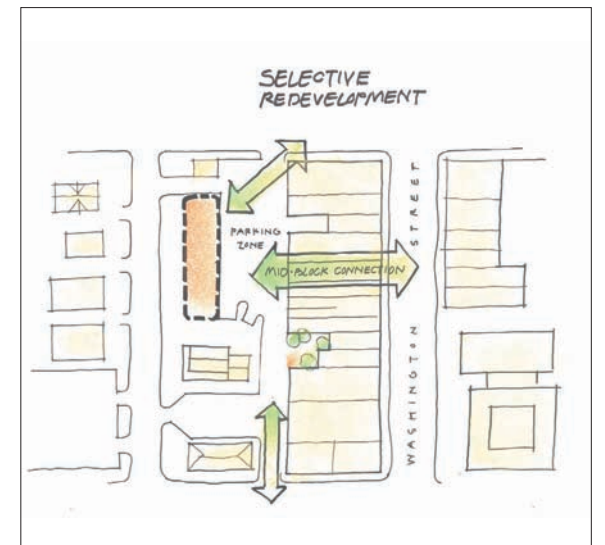 SELECTIVE
REDEVELOPMENT
PARKING
ZONE
MID-BLOCK CONNECTION
WASHINGTON STREET